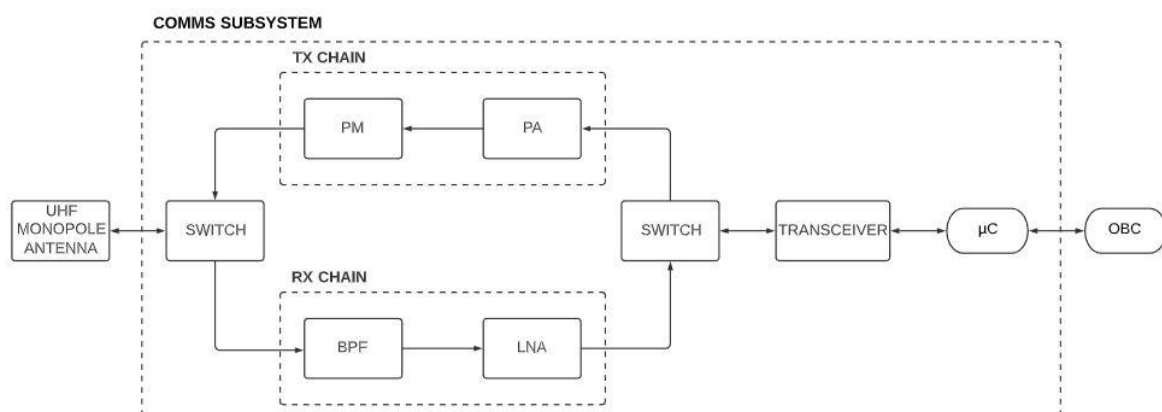 COMMS SUBSYSTEM
TX CHAIN
PM
PA
UHF
MONOPOLE
ANTENNA
SWITCH
SWITCH
TRANSCEIVER
µC
OBC
RX CHAIN
BPF
LNA